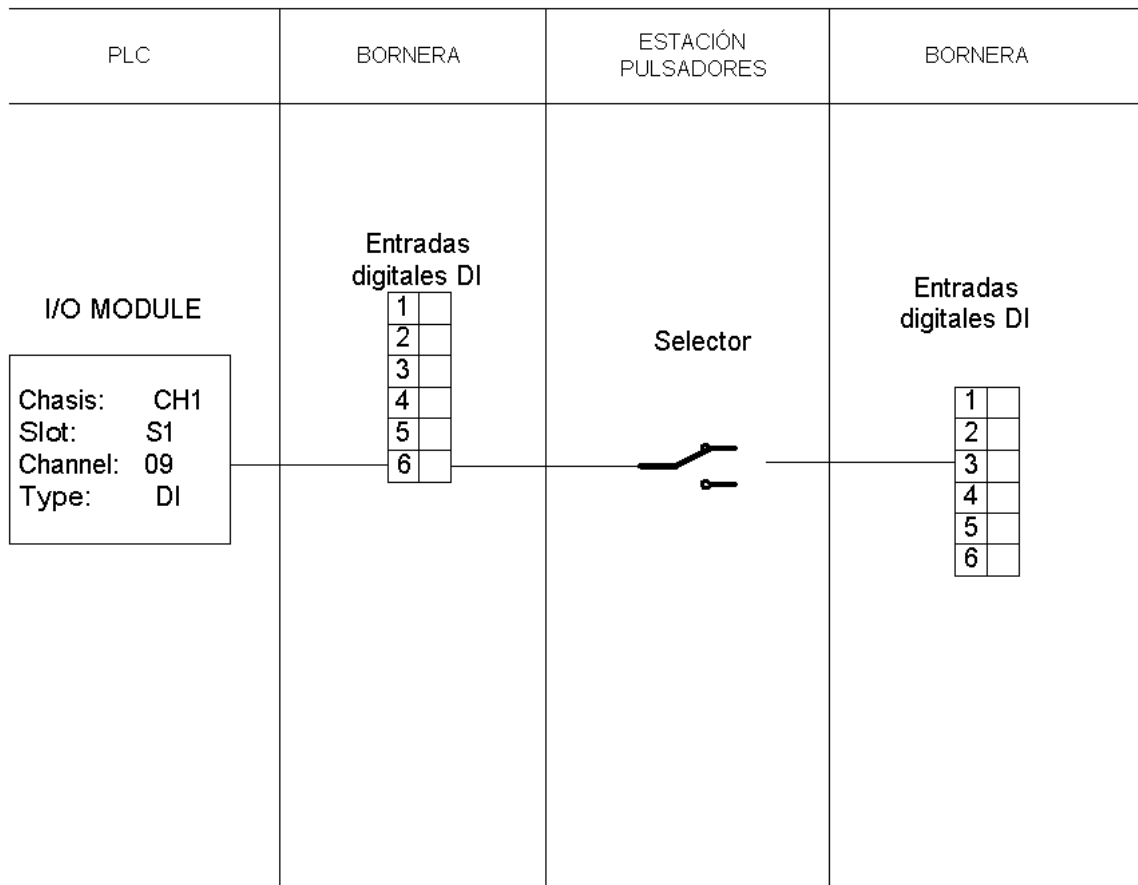 PLC
BORNERA
ESTACIÓN
PULSADORES
BORNERA
I/O MODULE
Chasis: CH1
Slot: S1
Channel: 09
Type: DI
Entradas
digitales DI
1
2
3
4
5
6
Selector
Entradas
digitales DI
1
2
3
4
5
6